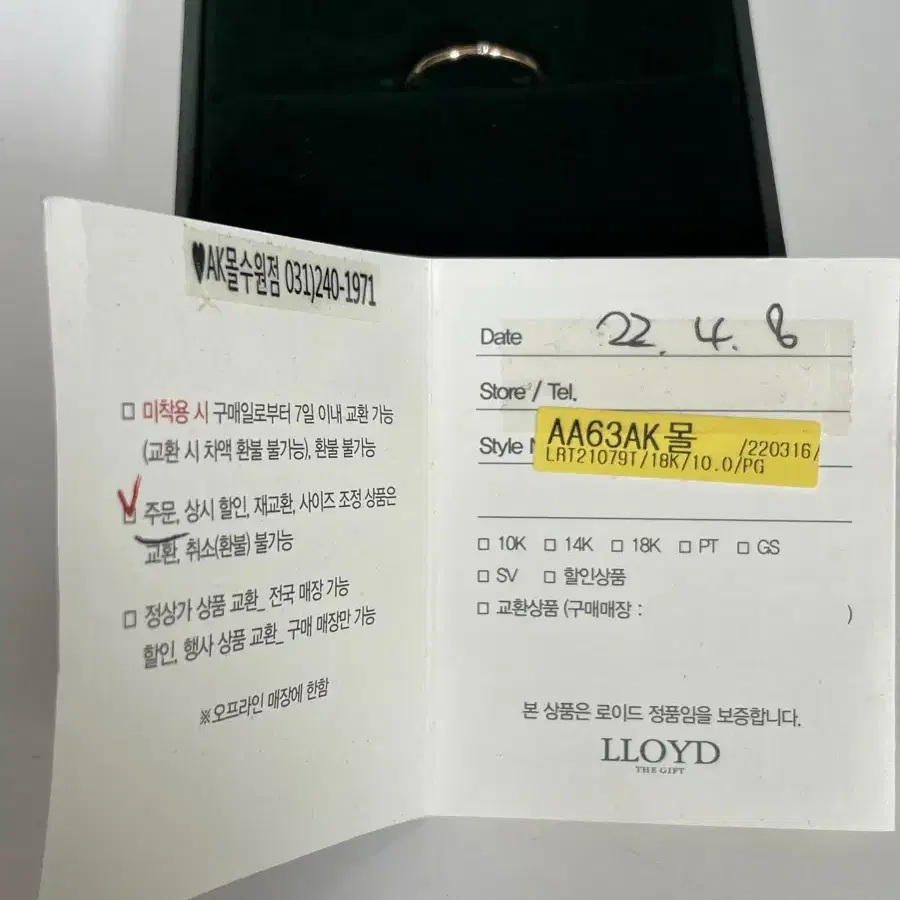 ♥AK몰수원점 031)240-1971
□ 미착용 시 구매일로부터 7일 이내 교환 가능
(교환 시 차액 환불 불가능), 환불 불가능
□ 주문, 상시 할인, 재교환, 사이즈 조정 상품은
교환, 취소(환불) 불가능
□ 정상가 상품 교환_ 전국 매장 가능
할인, 행사 상품 교환_ 구매 매장만 가능
※오프라인 매장에 한함
Date 22. 4. 8
Store / Tel.
Style
AA63AK몰 /220316/
LRT21079T/18K/10.0/PG
□ 10K □ 14K □ 18K □ PT □ GS
□ SV □ 할인상품
□ 교환상품 (구매매장 : )
본 상품은 로이드 정품임을 보증합니다.
LLOYD
THE GIFT